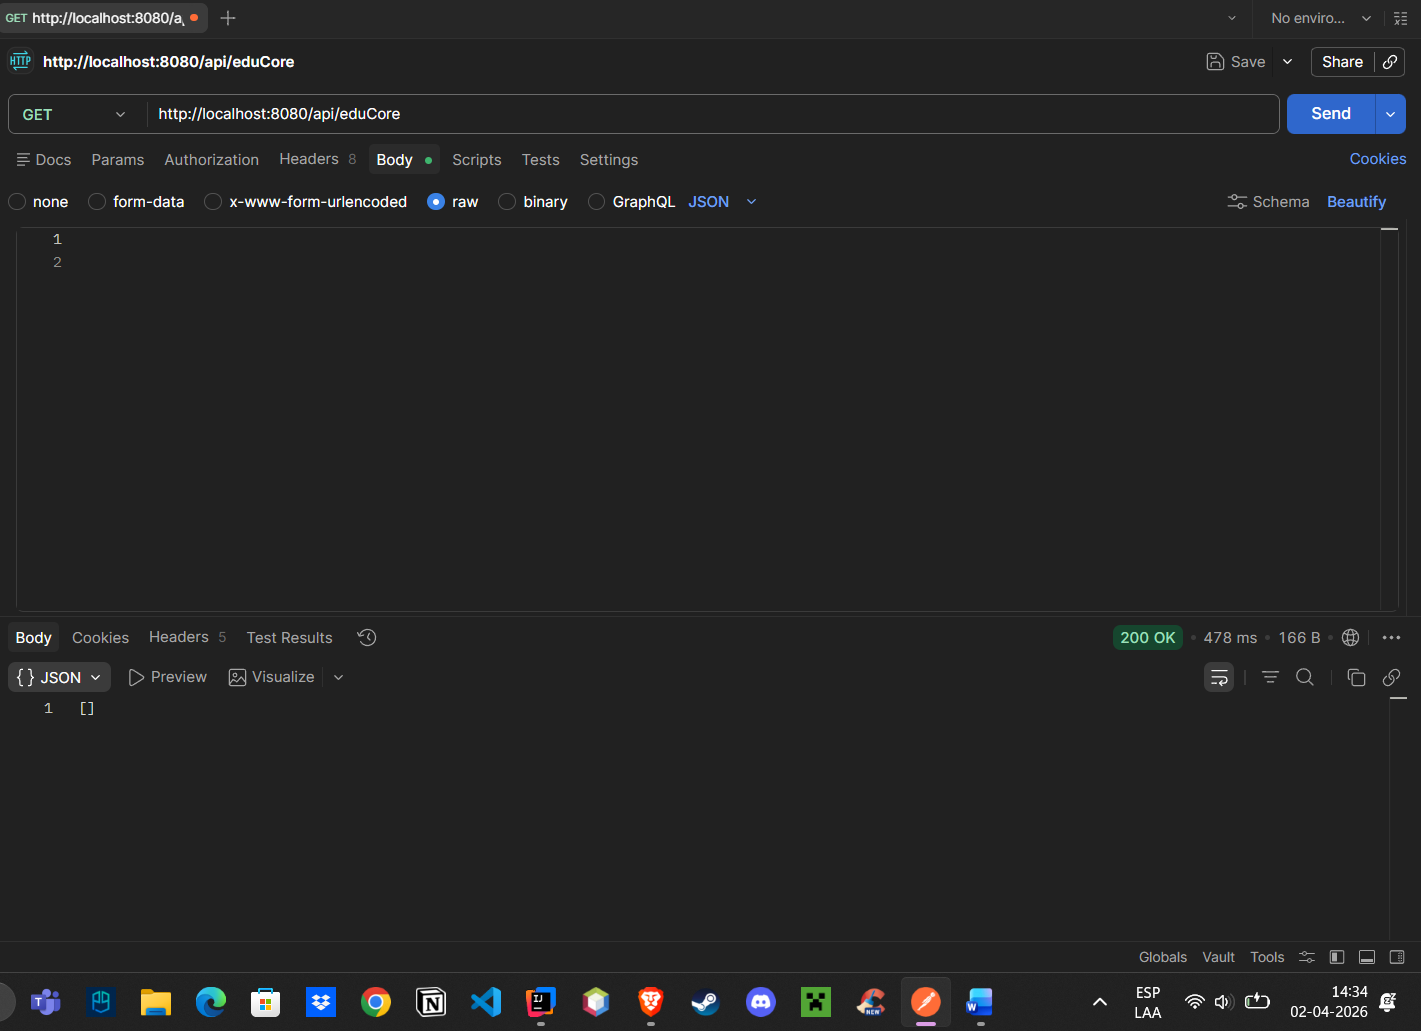 GET http://localhost:8080/a
No enviro...
HTTP http://localhost:8080/api/eduCore
Save
Share
GET
http://localhost:8080/api/eduCore
Send
Docs Params Authorization Headers 8 Body Scripts Tests Settings Cookies
none form-data x-www-form-urlencoded raw binary GraphQL JSON Schema Beautify
1
2
Body Cookies Headers 5 Test Results 200 OK • 478 ms • 166 B
{} JSON Preview Visualize
1 []
Globals Vault Tools
NEW
ESP
LAA
14:34
02-04-2026